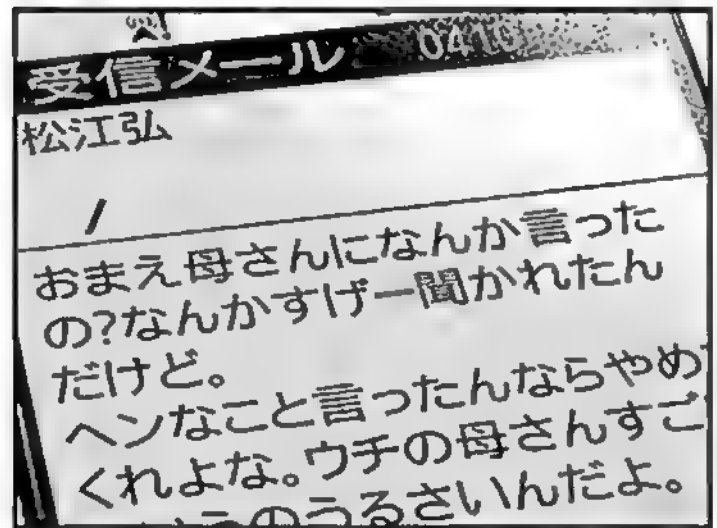 受信メール 0410
松江弘
/
おまえ母さんになんか言った
の?なんかすげー聞かれたん
だけど。
ヘンなこと言ったんならやめ
くれよな。ウチの母さんすご
うのうるさいんだよ。